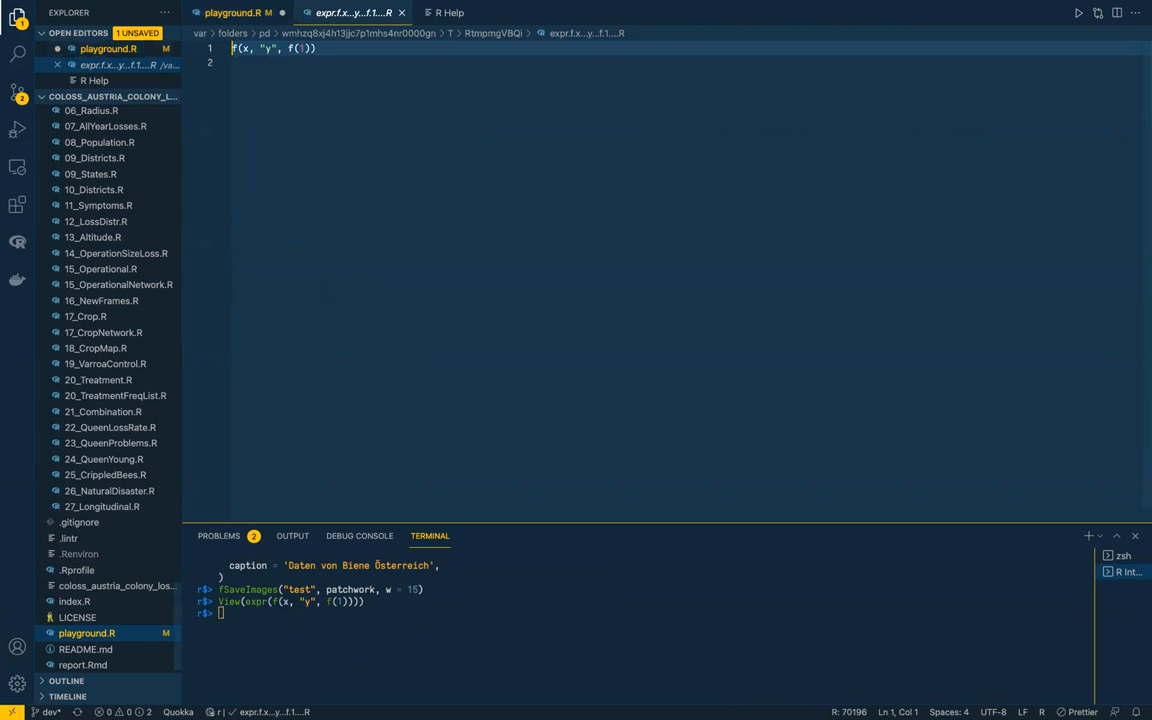 EXPLORER
OPEN EDITORS 1 UNSAVED
playground.R M
expr.f.x...y...f.1....R /va...
R Help
COLOSS_AUSTRIA_COLONY_L...
06_Radius.R
07_AllYearLosses.R
08_Population.R
09_Districts.R
09_States.R
10_Districts.R
11_Symptoms.R
12_LossDistr.R
13_Altitude.R
14_OperationSizeLoss.R
15_Operational.R
15_OperationalNetwork.R
16_NewFrames.R
17_Crop.R
17_CropNetwork.R
18_CropMap.R
19_VarroaControl.R
20_Treatment.R
20_TreatmentFreqList.R
21_Combination.R
22_QueenLossRate.R
23_QueenProblems.R
24_QueenYoung.R
25_CrippledBees.R
26_NaturalDisaster.R
27_Longitudinal.R
.gitignore
.lintr
.Renviron
.Rprofile
coloss_austria_colony_los...
index.R
LICENSE
playground.R M
README.md
report.Rmd
OUTLINE
TIMELINE
playground.R M
expr.f.x...y...f.1....R
R Help
var > folders > pd > wmhzq8xj4h13jjc7p1mhs4nr0000gn > T > RtmpmgVBQi > expr.f.x...y...f.1....R
1 f(x, "y", f(1))
2
PROBLEMS 2 OUTPUT DEBUG CONSOLE TERMINAL
caption = 'Daten von Biene Österreich',
)
r$> fSaveImages("test", patchwork, w = 15)
r$> View(expr(f(x, "y", f(1))))
r$>
zsh
R Int...
1
2
dev* 0 0 2 Quokka r | ✓ expr.f.x...y...f.1....R R: 70196 Ln 1, Col 1 Spaces: 4 UTF-8 LF R Prettier